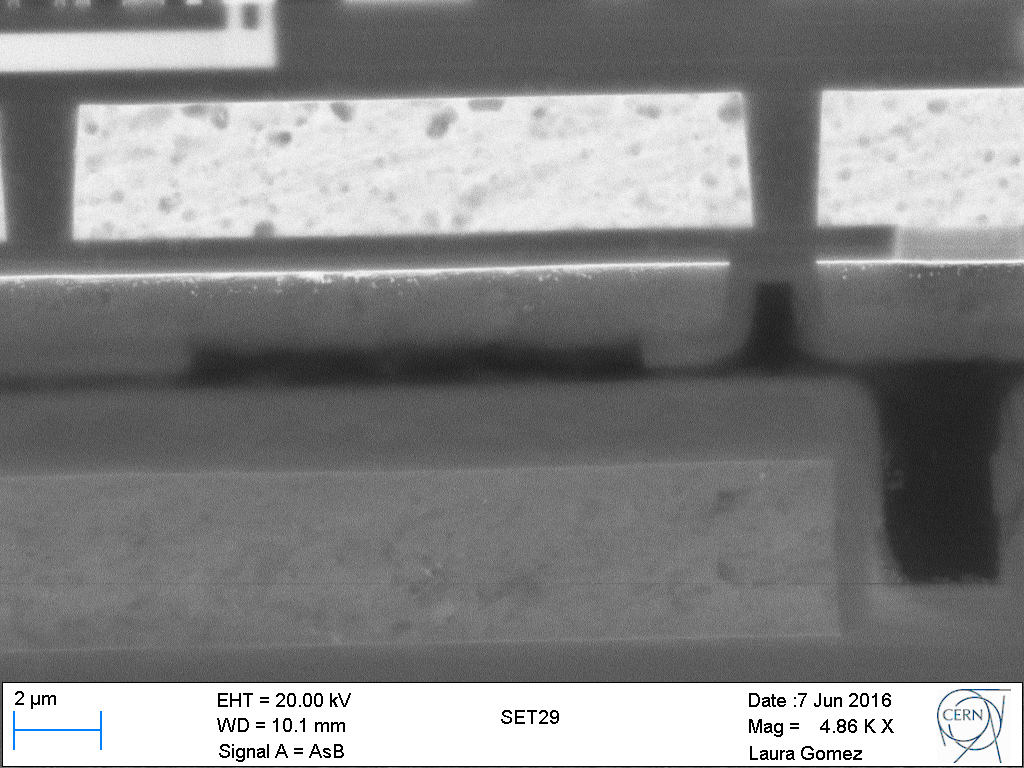 2 µm
EHT = 20.00 kV
WD = 10.1 mm
Signal A = AsB
SET29
Date :7 Jun 2016
Mag = 4.86 K X
Laura Gomez
CERN